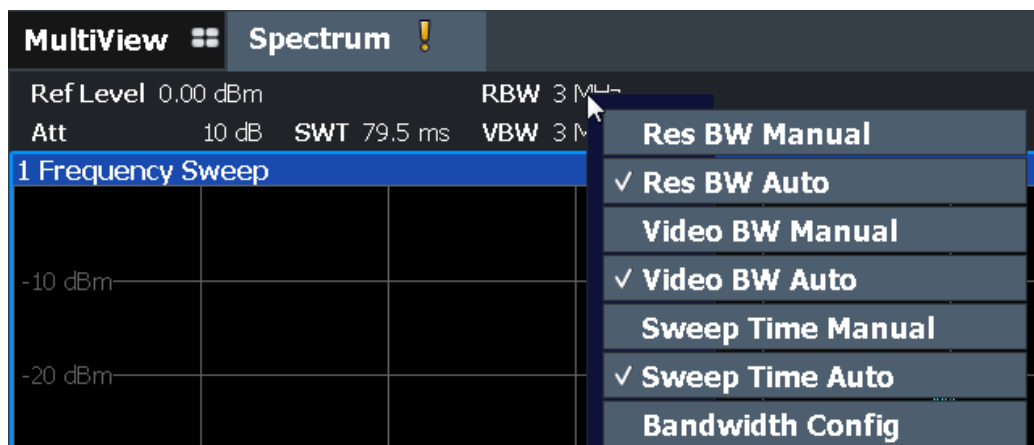 MultiView Spectrum !
Ref Level 0.00 dBm RBW 3 MHz
Att 10 dB SWT 79.5 ms VBW 3 M
1 Frequency Sweep
-10 dBm
-20 dBm
Res BW Manual
✓ Res BW Auto
Video BW Manual
✓ Video BW Auto
Sweep Time Manual
✓ Sweep Time Auto
Bandwidth Config